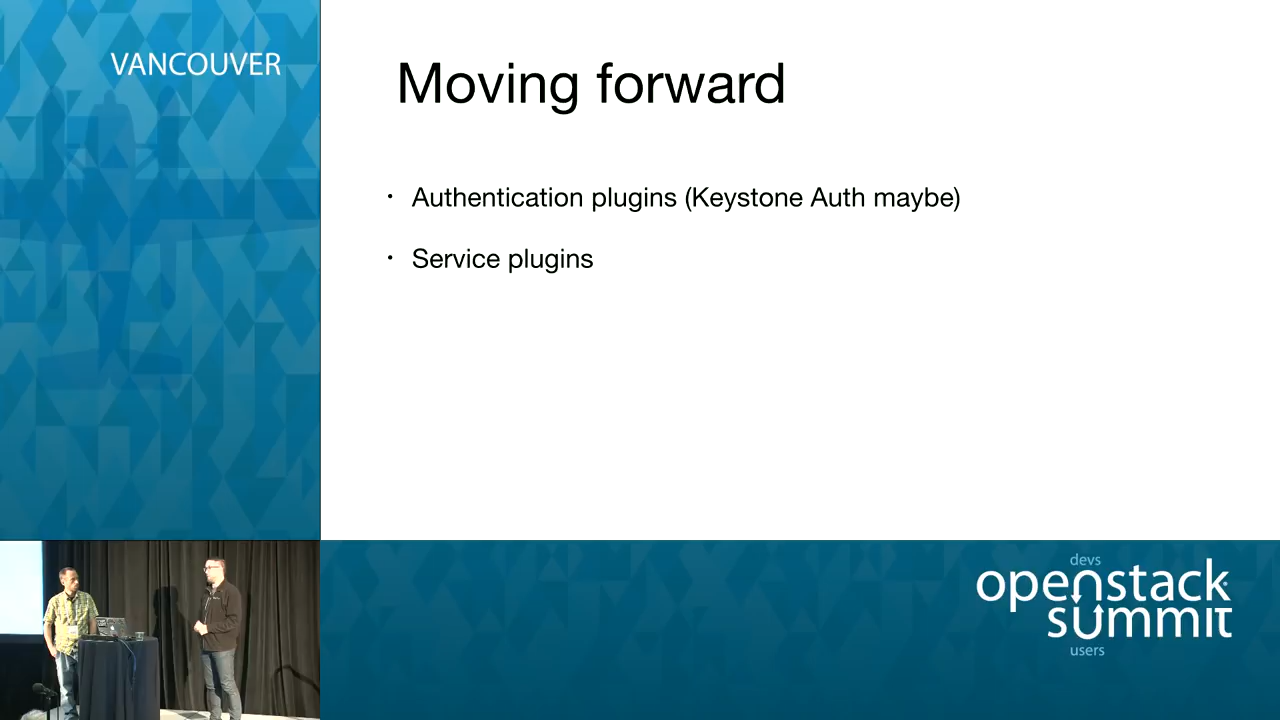 VANCOUVER
Moving forward
• Authentication plugins (Keystone Auth maybe)
• Service plugins
devs
openstack
summit
users